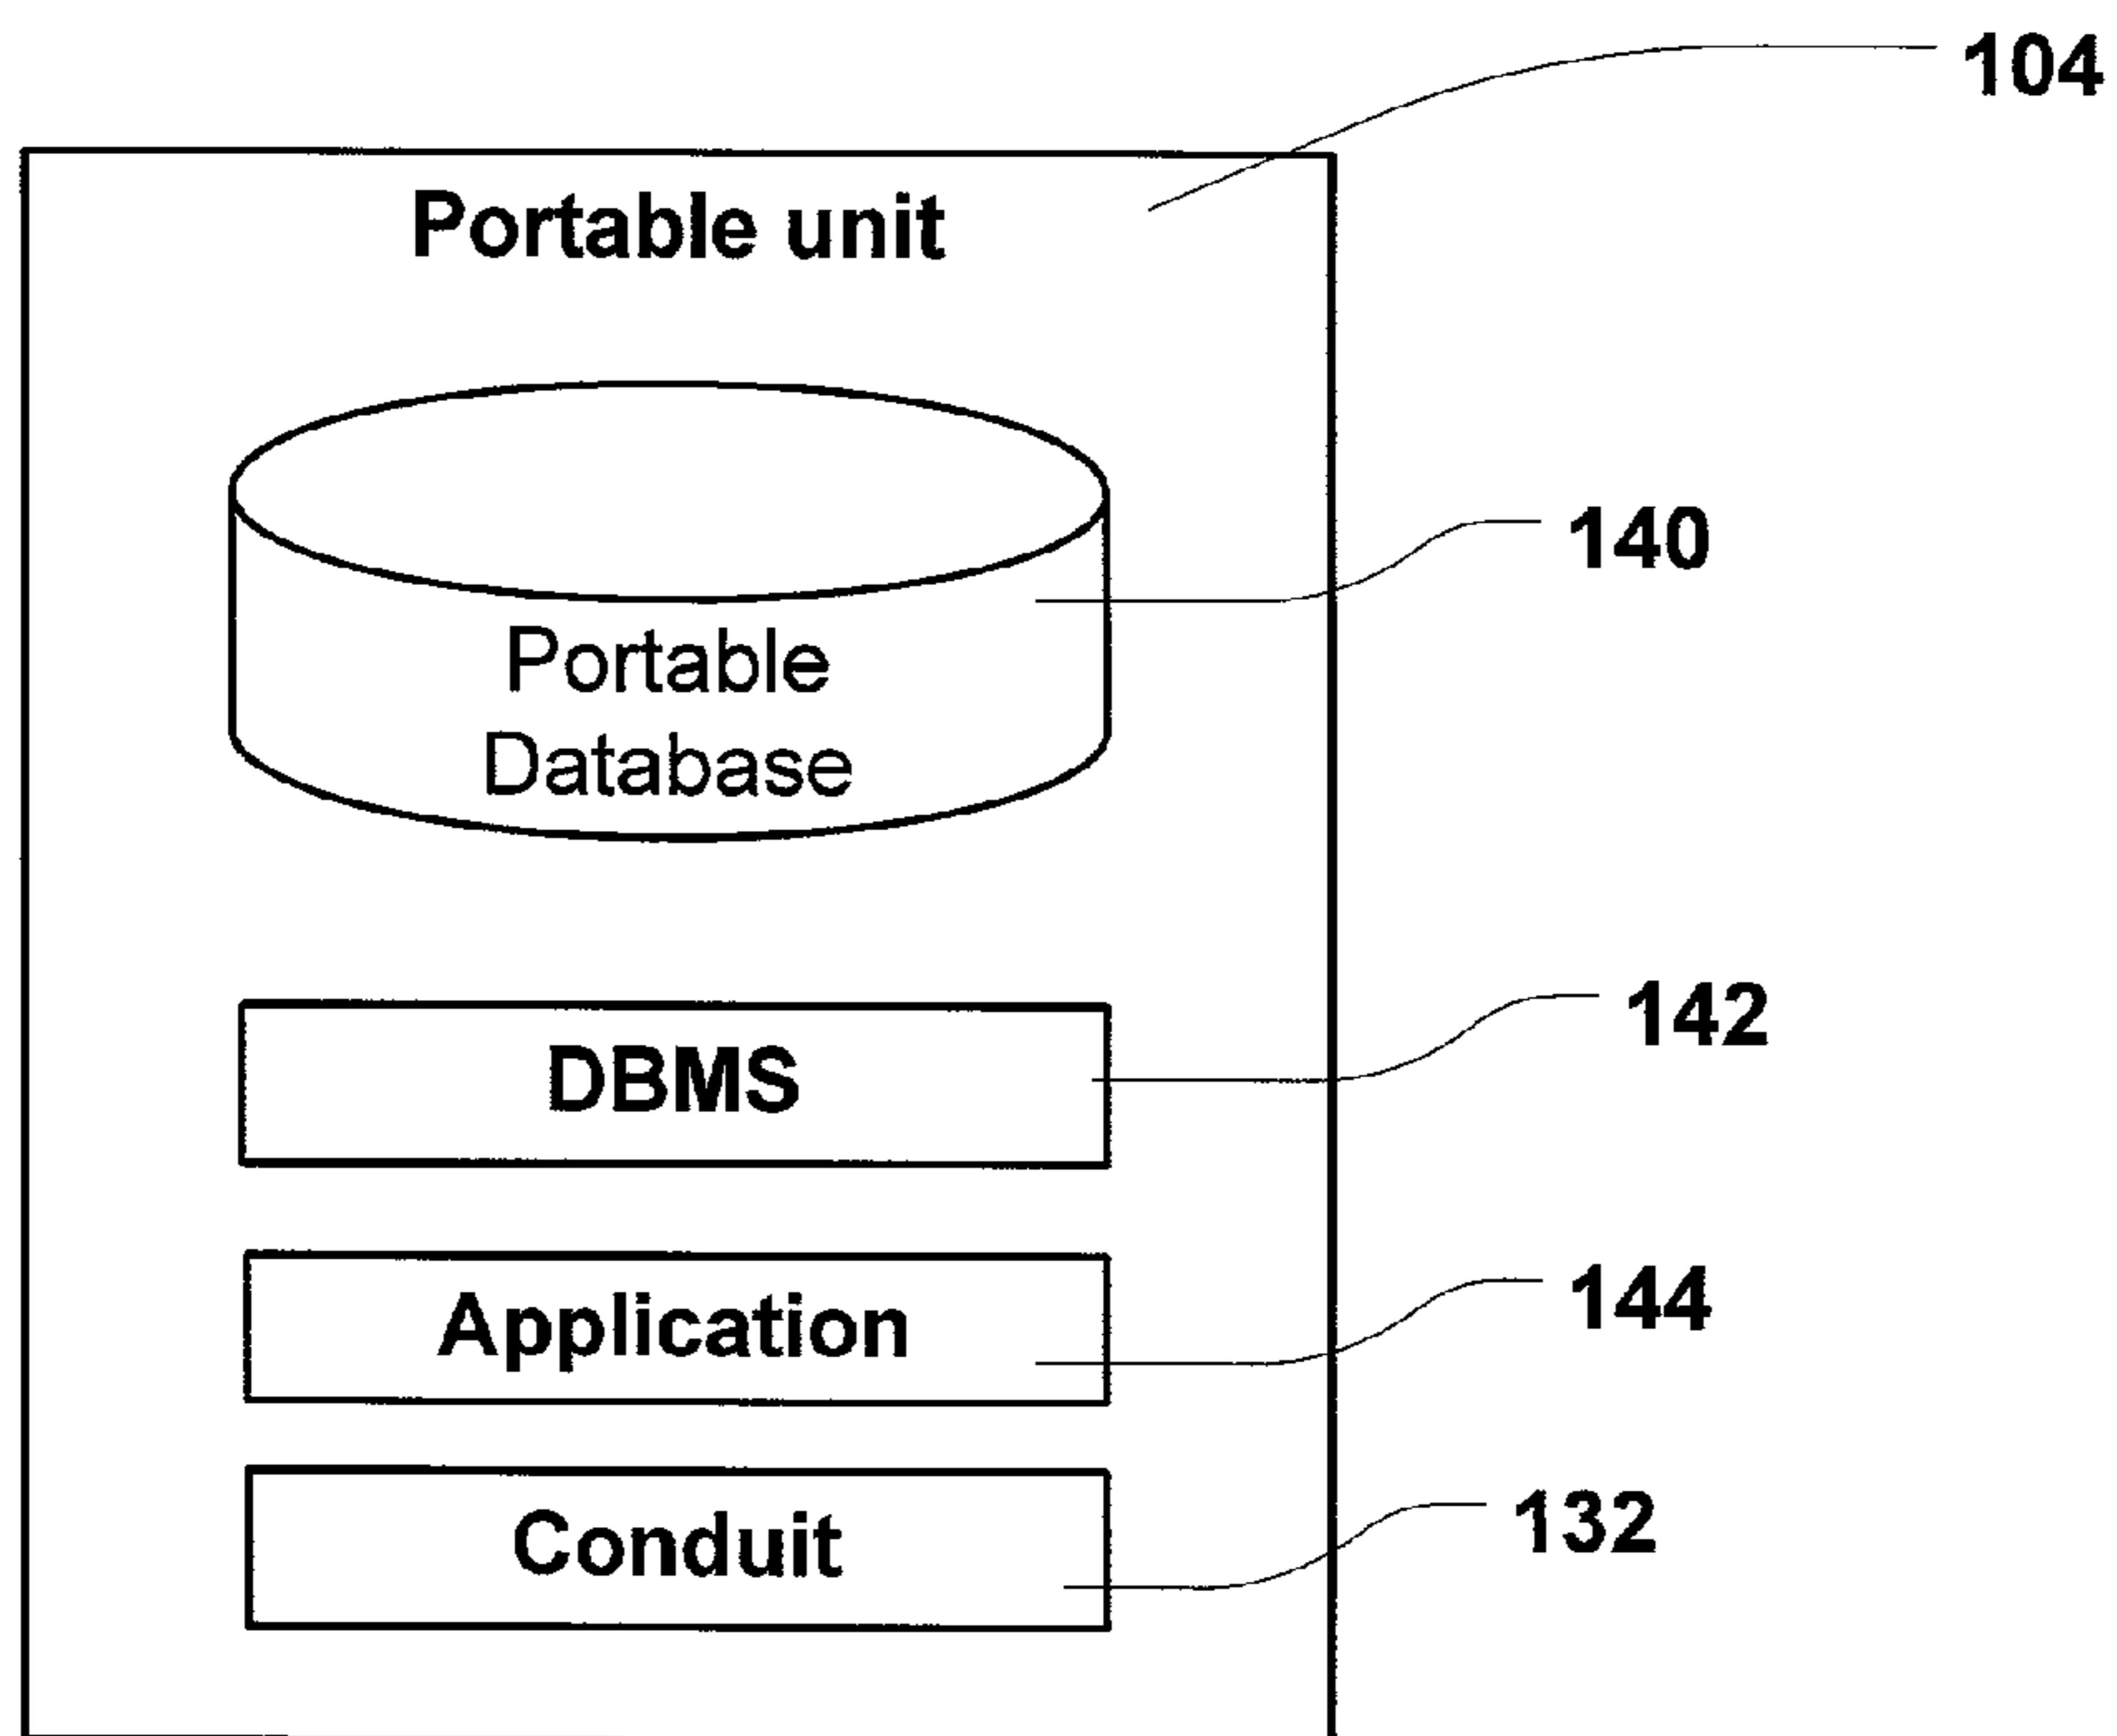 104
Portable unit
140
Portable
Database
142
DBMS
144
Application
132
Conduit